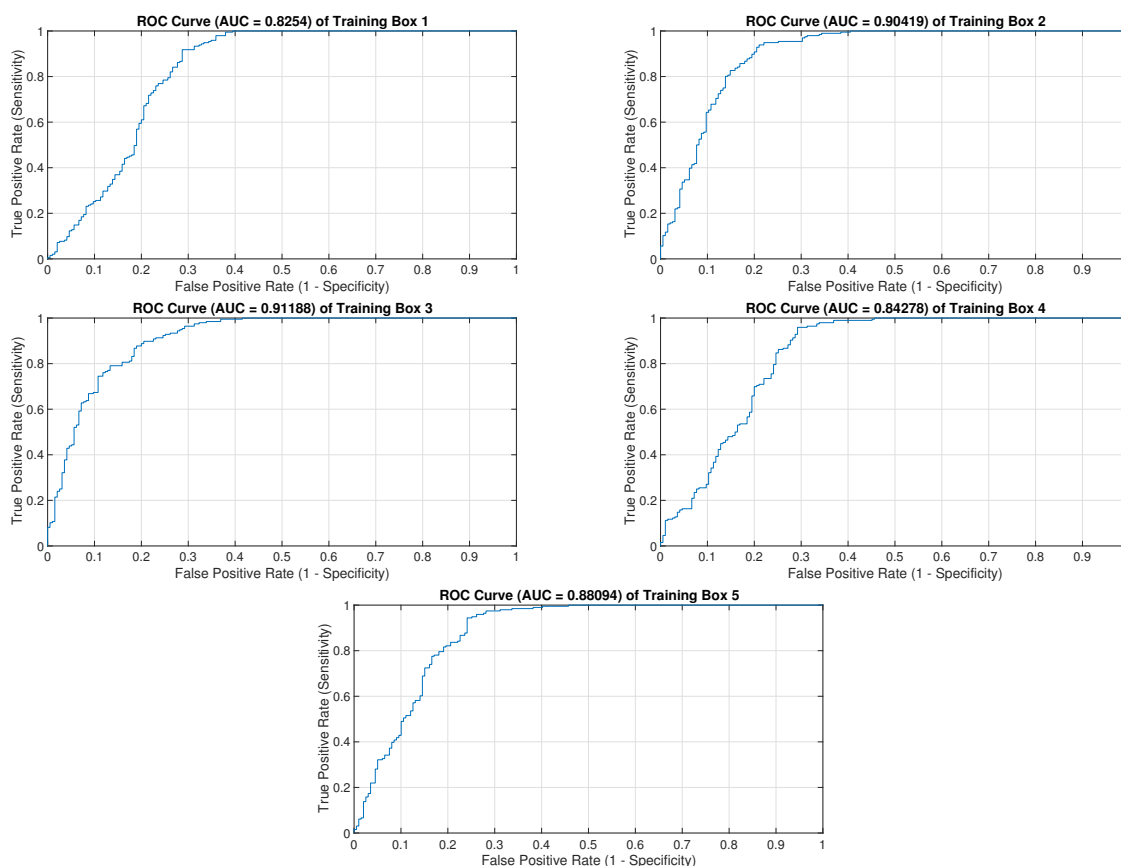 ROC Curve (AUC = 0.8254) of Training Box 1
True Positive Rate (Sensitivity)
1
0.8
0.6
0.4
0.2
0
0 0.1 0.2 0.3 0.4 0.5 0.6 0.7 0.8 0.9 1
False Positive Rate (1 - Specificity)
ROC Curve (AUC = 0.90419) of Training Box 2
True Positive Rate (Sensitivity)
1
0.8
0.6
0.4
0.2
0
0 0.1 0.2 0.3 0.4 0.5 0.6 0.7 0.8 0.9
False Positive Rate (1 - Specificity)
ROC Curve (AUC = 0.91188) of Training Box 3
True Positive Rate (Sensitivity)
1
0.8
0.6
0.4
0.2
0
0 0.1 0.2 0.3 0.4 0.5 0.6 0.7 0.8 0.9 1
False Positive Rate (1 - Specificity)
ROC Curve (AUC = 0.84278) of Training Box 4
True Positive Rate (Sensitivity)
1
0.8
0.6
0.4
0.2
0
0 0.1 0.2 0.3 0.4 0.5 0.6 0.7 0.8 0.9
False Positive Rate (1 - Specificity)
ROC Curve (AUC = 0.88094) of Training Box 5
True Positive Rate (Sensitivity)
1
0.8
0.6
0.4
0.2
0
0 0.1 0.2 0.3 0.4 0.5 0.6 0.7 0.8 0.9 1
False Positive Rate (1 - Specificity)